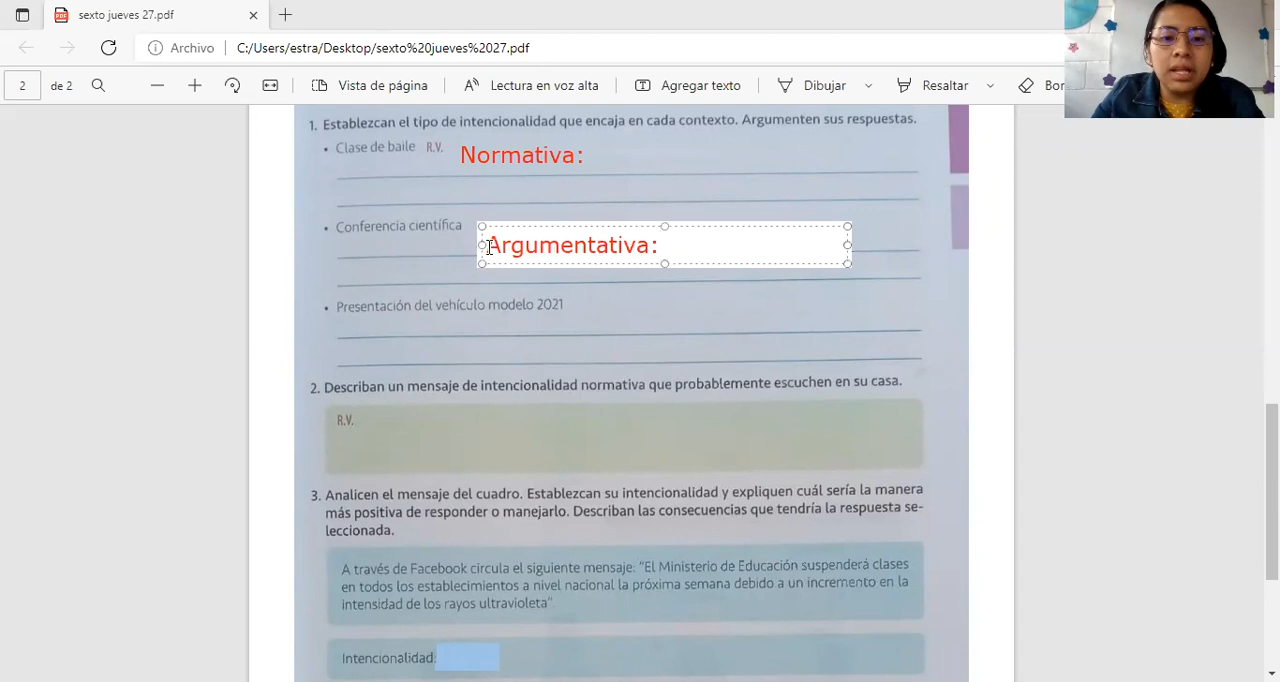 sexto jueves 27.pdf
Archivo C:/Users/estra/Desktop/sexto%20jueves%2027.pdf
2 de 2 Vista de página Lectura en voz alta Agregar texto Dibujar Resaltar Bor
1. Establezcan el tipo de intencionalidad que encaja en cada contexto. Argumenten sus respuestas.
• Clase de baile R.V. Normativa:
• Conferencia científica
Argumentativa:
• Presentación del vehículo modelo 2021
2. Describan un mensaje de intencionalidad normativa que probablemente escuchen en su casa.
R.V.
3. Analicen el mensaje del cuadro. Establezcan su intencionalidad y expliquen cuál sería la manera
más positiva de responder o manejarlo. Describan las consecuencias que tendría la respuesta se-
leccionada.
A través de Facebook circula el siguiente mensaje: "El Ministerio de Educación suspenderá clases
en todos los establecimientos a nivel nacional la próxima semana debido a un incremento en la
intensidad de los rayos ultravioleta"
Intencionalidad: